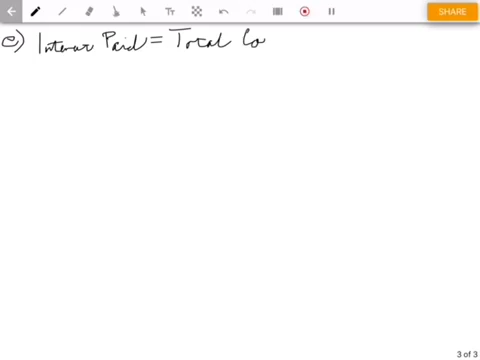 SHARE
e) Interest Paid = Total Co
3 of 3